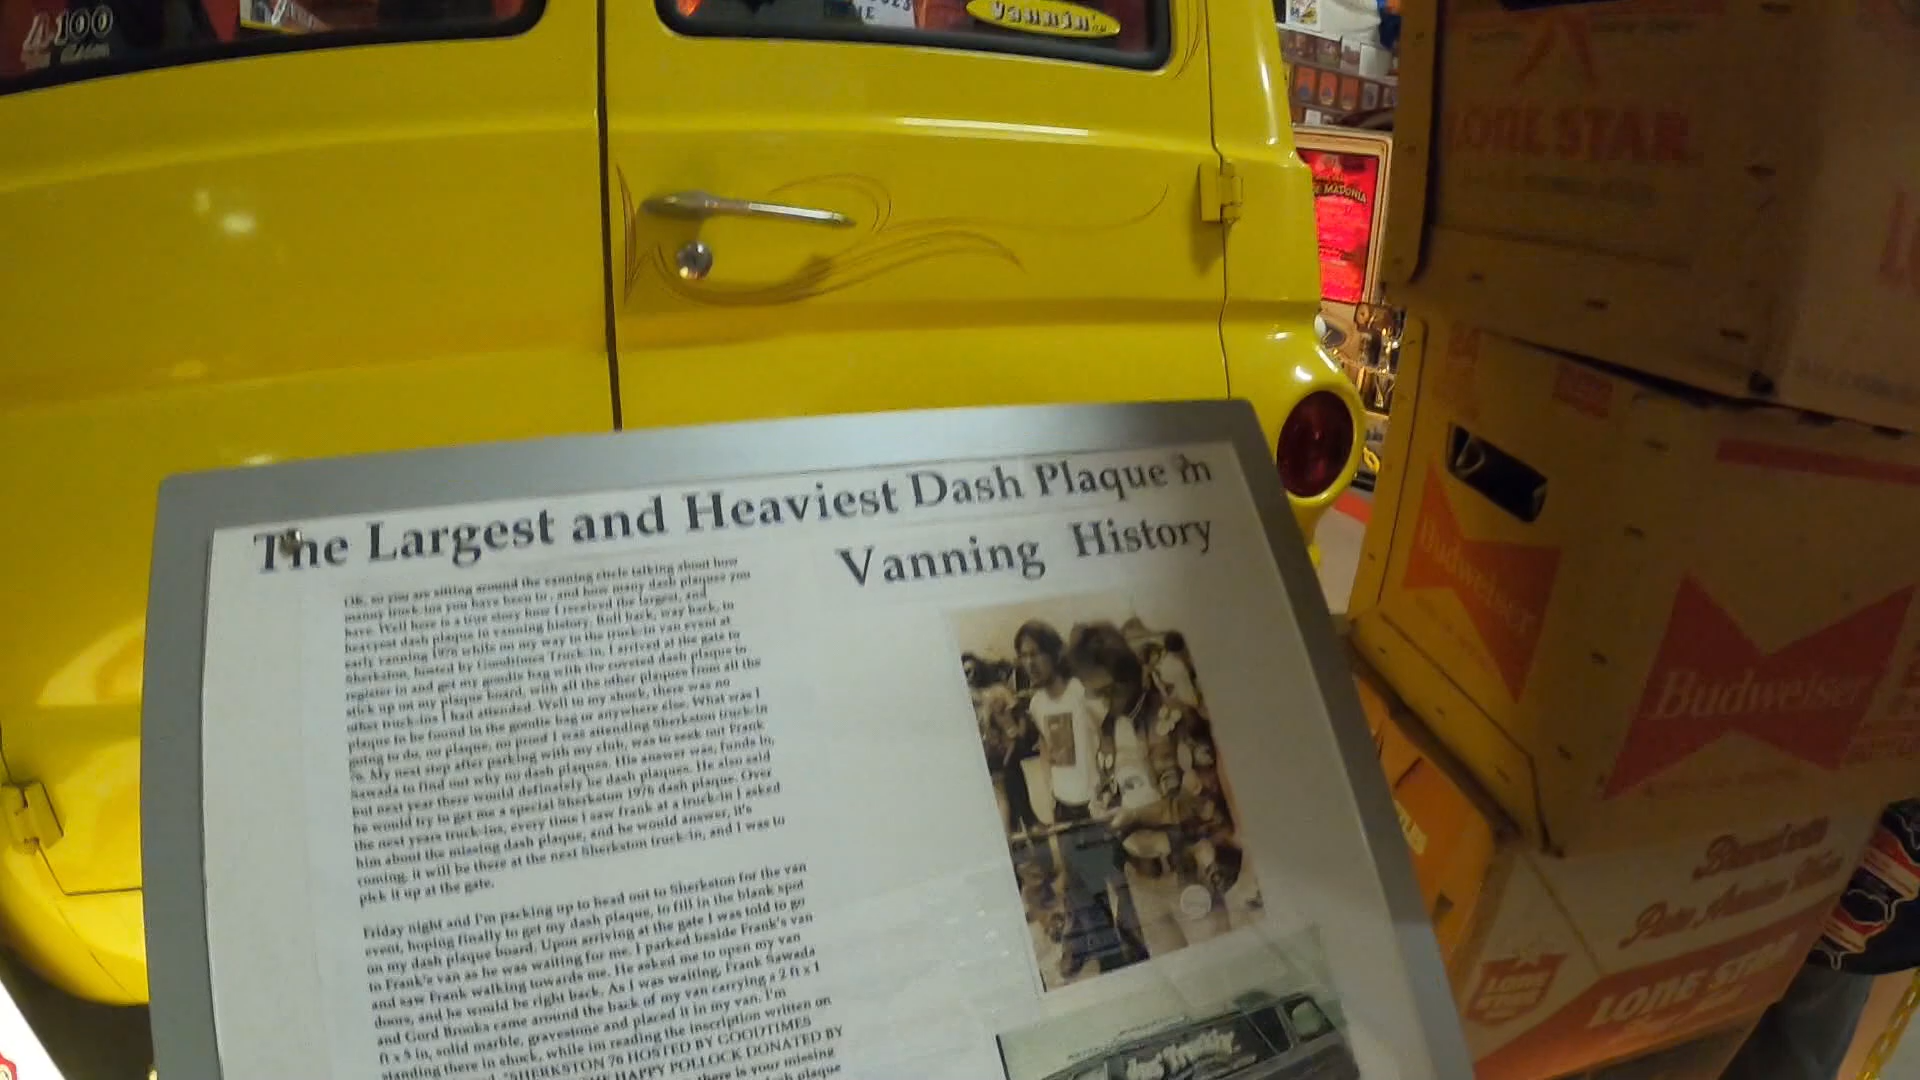 A100
vannin'
LONE STAR
The Largest and Heaviest Dash Plaque in
Vanning History
OK, so you are sitting around the vanning circle talking about how
many truck-ins you have been to, and how many dash plaques you
have. Well here is a true story how I received the largest, and
heaviest dash plaque in vanning history. Roll back, way back, to
early vanning 1976 while on my way to the truck-in van event at
Sherkston, hosted by Goodtimes Truck-in. I arrived at the gate to
register in and get my goodie bag with the coveted dash plaque to
stick up on my plaque board, with all the other plaques from all the
other truck-ins I had attended. Well to my shock, there was no
plaque to be found in the goodie bag or anywhere else. What was I
going to do, no plaque, no proof I was attending Sherkston truck-in
My next step after parking with my club, was to seek out Frank
Sawada to find out why no dash plaques. His answer was, funds in,
but next year there would definately be dash plaques. He also said
he would try to get me a special Sherkston 1976 dash plaque. Over
the next years truck-ins, every time I saw frank at a truck-in I asked
him about the missing dash plaque, and he would answer, it's
coming, it will be there at the next Sherkston truck-in, and I was to
pick it up at the gate.
Friday night and I'm packing up to head out to Sherkston for the van
event, hoping finally to get my dash plaque, to fill in the blank spot
on my dash plaque board. Upon arriving at the gate I was told to go
to Frank's van as he was waiting for me. I parked beside Frank's van
and saw Frank walking towards me. He asked me to open my van
doors, and he would be right back. As I was waiting, Frank Sawada
and Gord Brooks came around the back of my van carrying a 2 ft x 1
ft x 5 in, solid marble, gravestone and placed it in my van. I'm
standing there in shock, while im reading the inscription written on
"SHERKSTON 76 HOSTED BY GOODTIMES
HAPPY POLLOCK DONATED BY
there is your missing
dash plaque
Budweiser
Budweiser
LONE STAR
LONE STAR